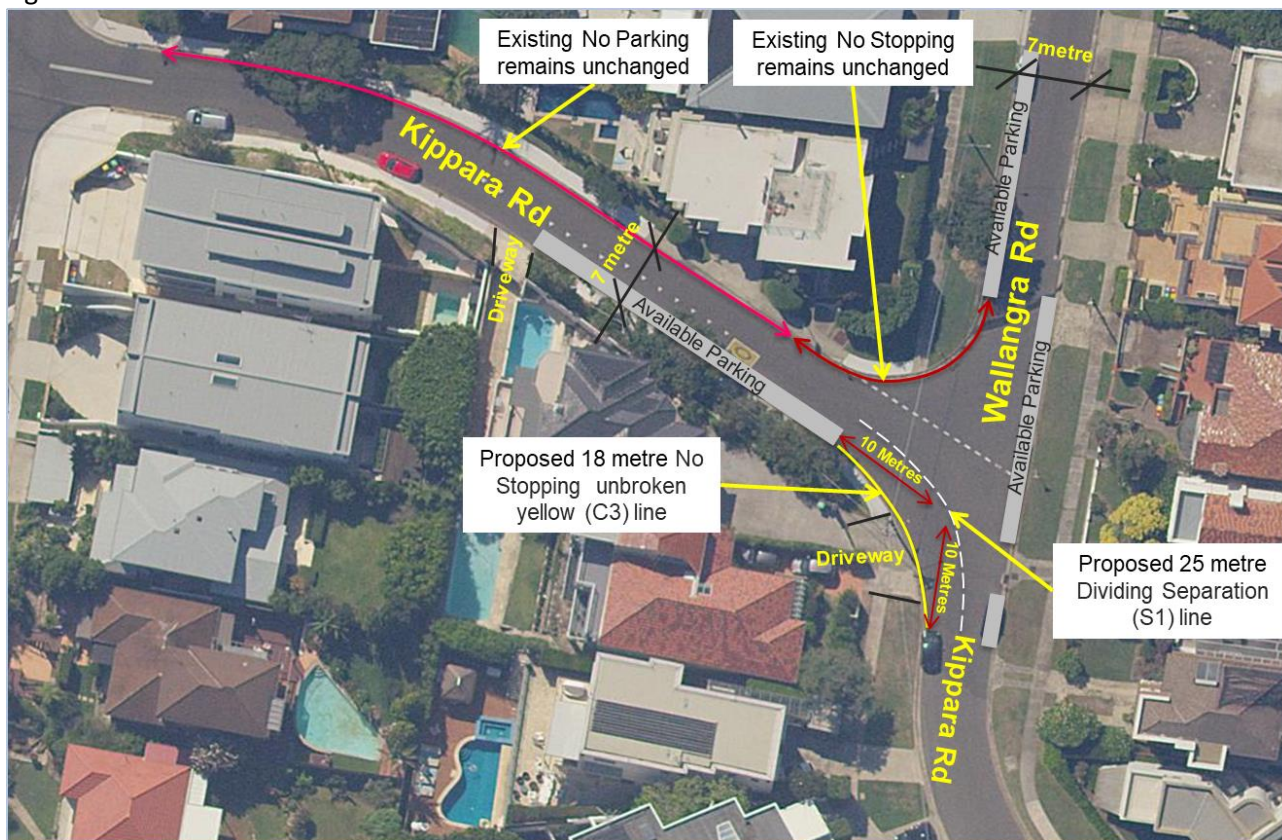 Existing No Parking
remains unchanged
Existing No Stopping
remains unchanged
7metre
Kippara Rd
Available Parking
Wallangra Rd
7 metre
Driveway
Available Parking
Available Parking
10 Metres
Proposed 18 metre No
Stopping unbroken
yellow (C3) line
Driveway
10 Metres
Proposed 25 metre
Dividing Separation
(S1) line
Kippara Rd